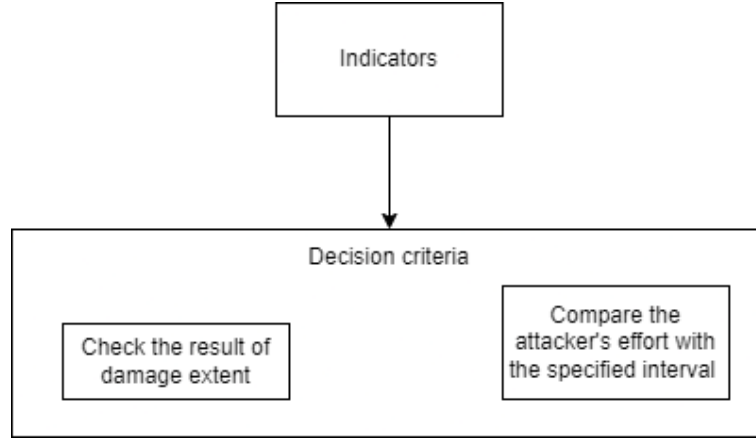 Indicators
Decision criteria
Check the result of
damage extent
Compare the
attacker's effort with
the specified interval